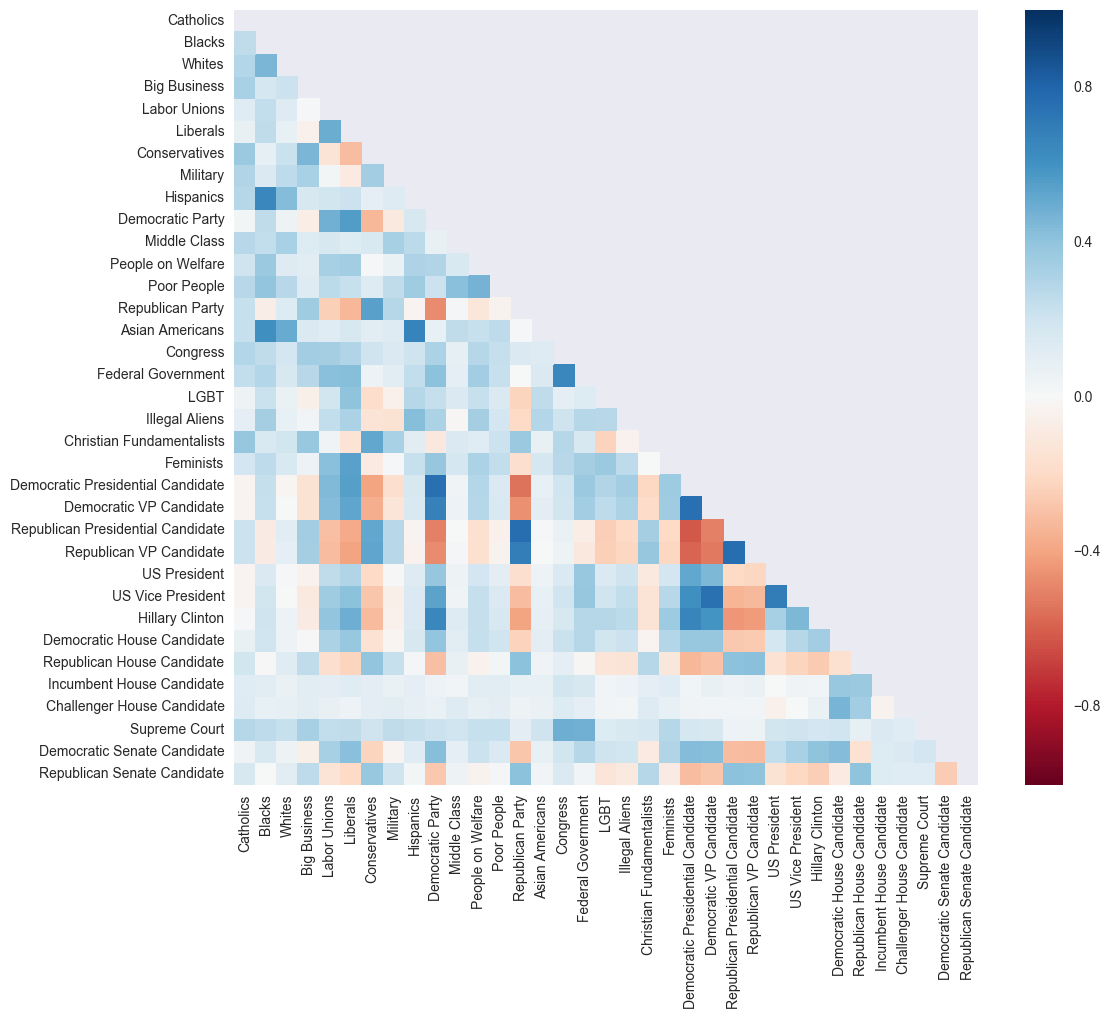 Catholics
Blacks
Whites
Big Business
Labor Unions
Liberals
Conservatives
Military
Hispanics
Democratic Party
Middle Class
People on Welfare
Poor People
Republican Party
Asian Americans
Congress
Federal Government
LGBT
Illegal Aliens
Christian Fundamentalists
Feminists
Democratic Presidential Candidate
Democratic VP Candidate
Republican Presidential Candidate
Republican VP Candidate
US President
US Vice President
Hillary Clinton
Democratic House Candidate
Republican House Candidate
Incumbent House Candidate
Challenger House Candidate
Supreme Court
Democratic Senate Candidate
Republican Senate Candidate
Catholics
Blacks
Whites
Big Business
Labor Unions
Liberals
Conservatives
Military
Hispanics
Democratic Party
Middle Class
People on Welfare
Poor People
Republican Party
Asian Americans
Congress
Federal Government
LGBT
Illegal Aliens
Christian Fundamentalists
Feminists
Democratic Presidential Candidate
Democratic VP Candidate
Republican Presidential Candidate
Republican VP Candidate
US President
US Vice President
Hillary Clinton
Democratic House Candidate
Republican House Candidate
Incumbent House Candidate
Challenger House Candidate
Supreme Court
Democratic Senate Candidate
Republican Senate Candidate
0.8
0.4
0.0
−0.4
−0.8